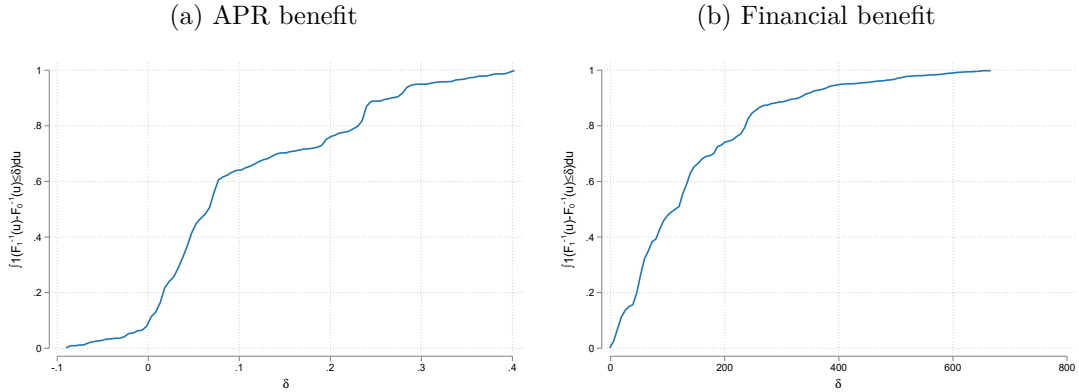 (a) APR benefit
∫1(F₁⁻¹(u)-F₀⁻¹(u)≤δ)du
1
.8
.6
.4
.2
0
-.1 0 .1 .2 .3 .4
δ
(b) Financial benefit
∫1(F₁⁻¹(u)-F₀⁻¹(u)≤δ)du
1
.8
.6
.4
.2
0
0 200 400 600 800
δ